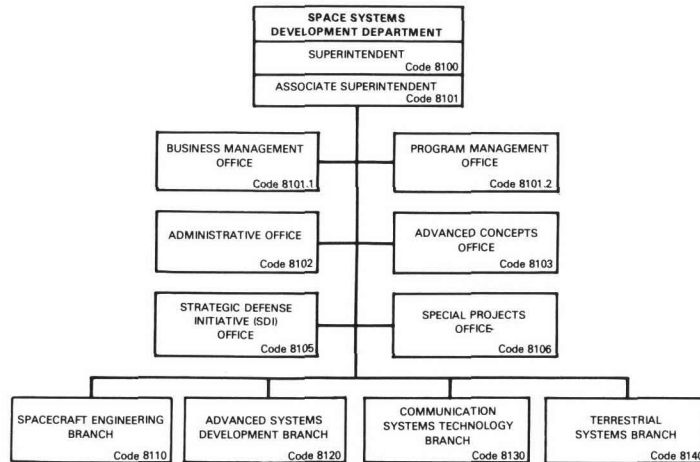 SPACE SYSTEMS
DEVELOPMENT DEPARTMENT
SUPERINTENDENT
Code 8100
ASSOCIATE SUPERINTENDENT
Code 8101
BUSINESS MANAGEMENT
OFFICE
Code 8101.1
PROGRAM MANAGEMENT
OFFICE
Code 8101.2
ADMINISTRATIVE OFFICE
Code 8102
ADVANCED CONCEPTS
OFFICE
Code 8103
STRATEGIC DEFENSE
INITIATIVE (SDI)
OFFICE
Code 8105
SPECIAL PROJECTS
OFFICE
Code 8106
SPACECRAFT ENGINEERING
BRANCH
Code 8110
ADVANCED SYSTEMS
DEVELOPMENT BRANCH
Code 8120
COMMUNICATION
SYSTEMS TECHNOLOGY
BRANCH
Code 8130
TERRESTRIAL
SYSTEMS BRANCH
Code 8140